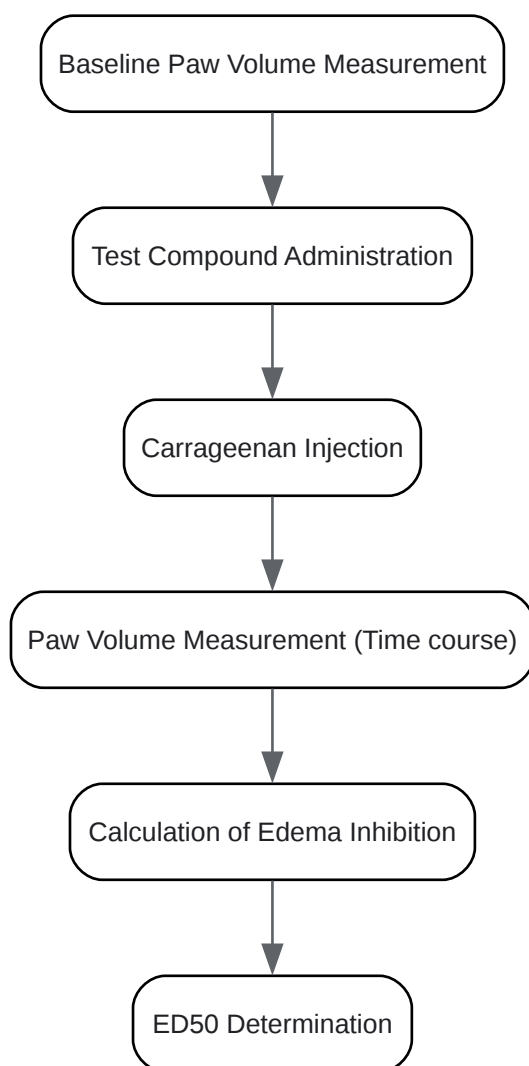 Baseline Paw Volume Measurement
Test Compound Administration
Carrageenan Injection
Paw Volume Measurement (Time course)
Calculation of Edema Inhibition
ED50 Determination